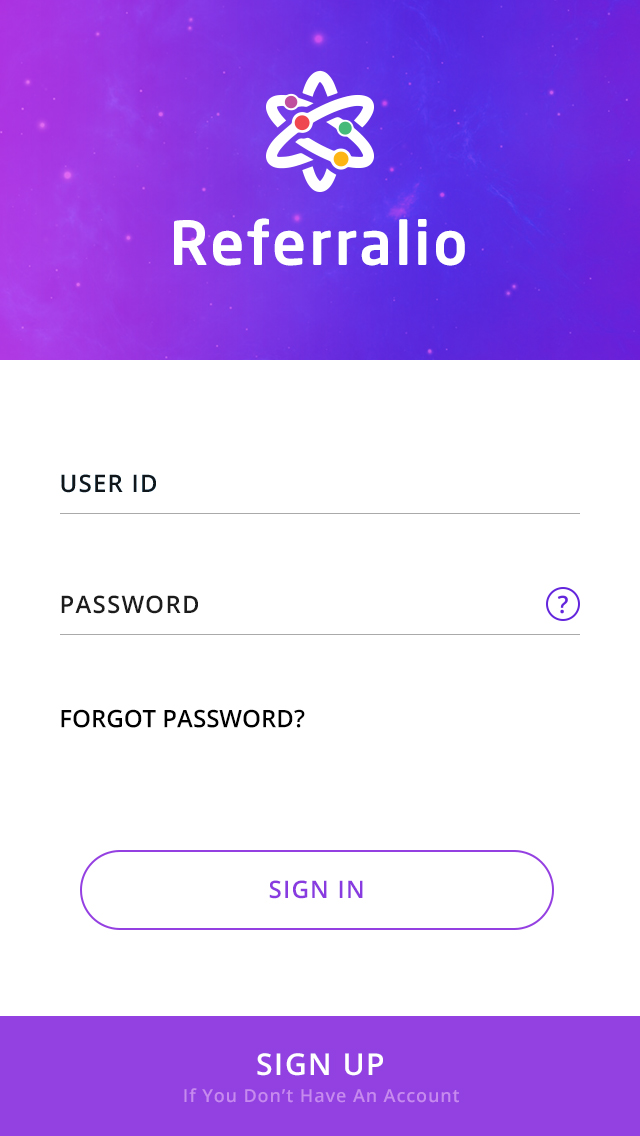 Referralio
USER ID
PASSWORD ?
FORGOT PASSWORD?
SIGN IN
SIGN UP
If You Don’t Have An Account